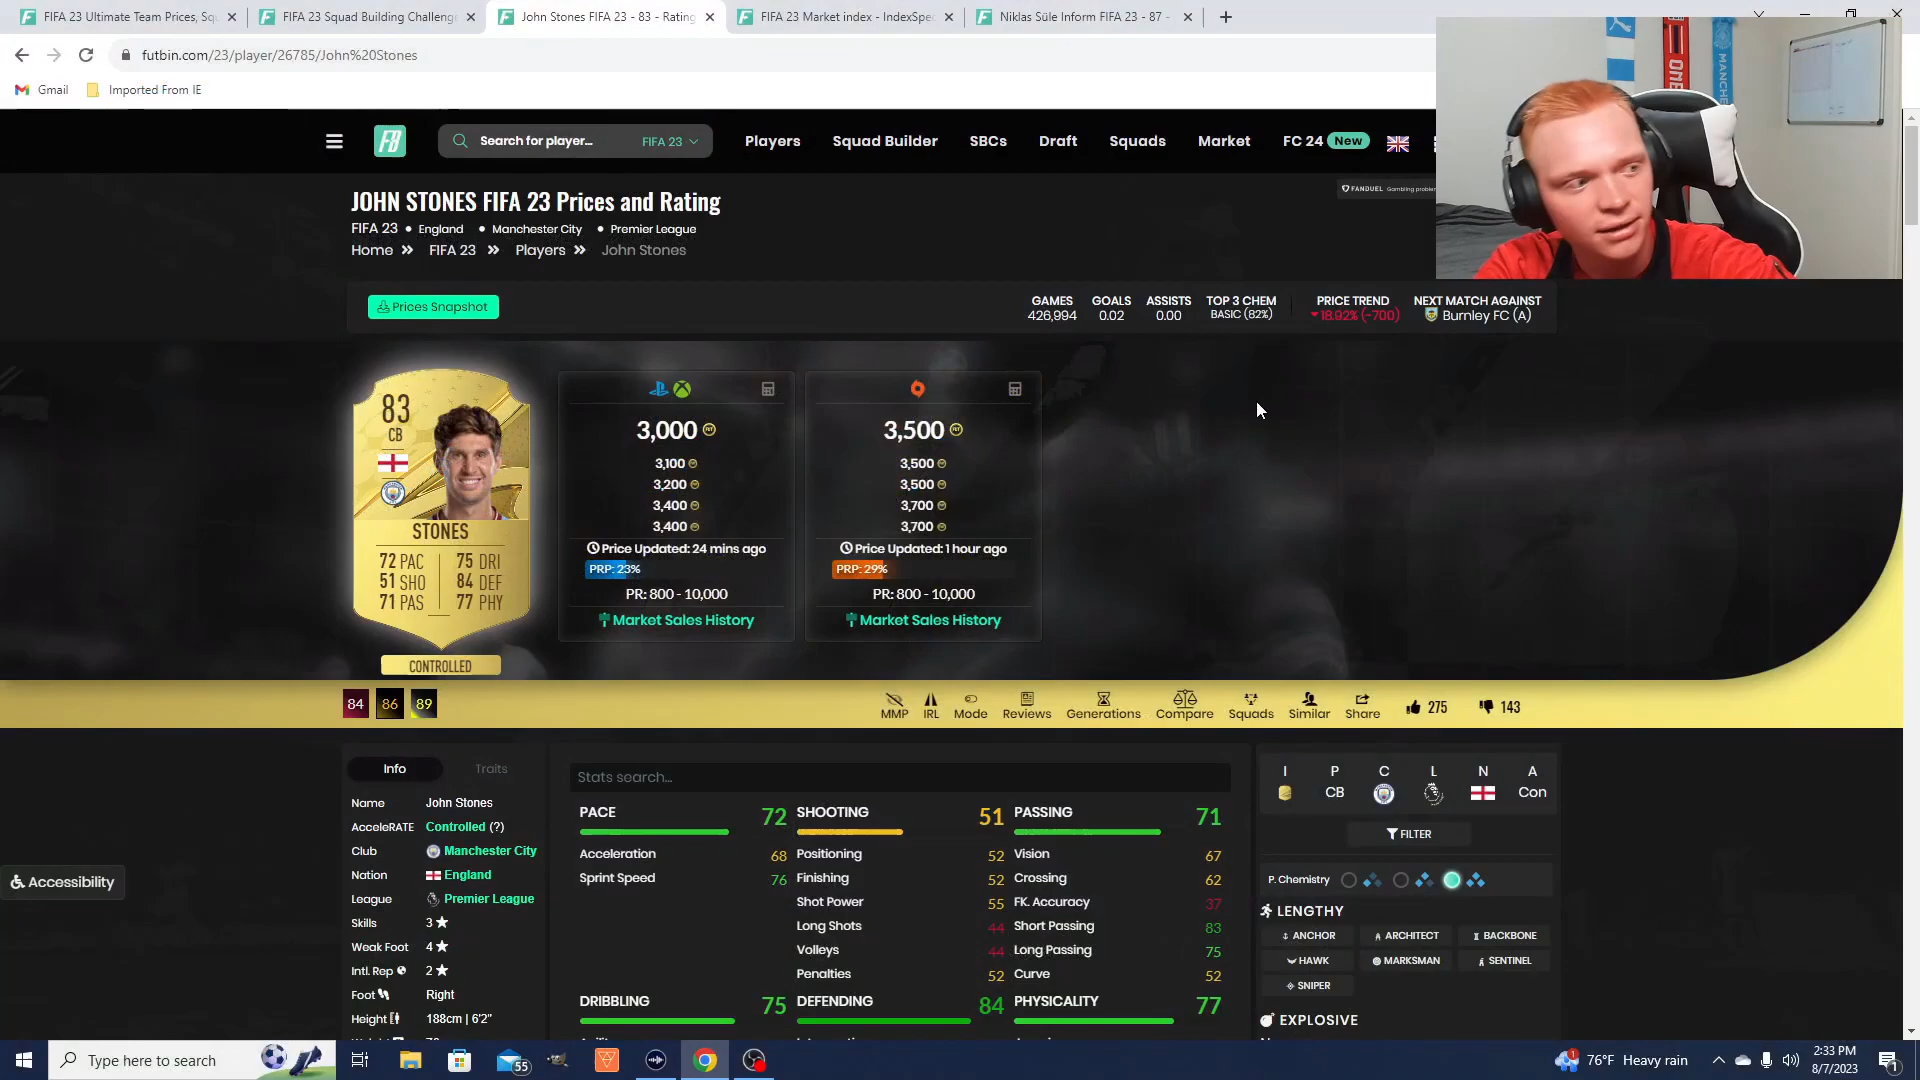 FIFA 23 Ultimate Team Prices, Squ
FIFA 23 Squad Building Challenge
John Stones FIFA 23 - 83 - Rating
FIFA 23 Market index - IndexSpec
Niklas Süle Inform FIFA 23 - 87 -
futbin.com/23/player/26785/John%20Stones
Gmail
Imported From IE
FB
Search for player...
FIFA 23
Players
Squad Builder
SBCs
Draft
Squads
Market
FC 24 New
JOHN STONES FIFA 23 Prices and Rating
FANDUEL Gambling problem
FIFA 23 • England • Manchester City • Premier League
Home » FIFA 23 » Players » John Stones
Prices Snapshot
GAMES GOALS ASSISTS TOP 3 CHEM PRICE TREND NEXT MATCH AGAINST
426,994 0.02 0.00 BASIC (82%) 18.92% (-700) Burnley FC (A)
83
CB
STONES
72 PAC 75 DRI
51 SHO 84 DEF
71 PAS 77 PHY
CONTROLLED
3,000
3,100
3,200
3,400
3,400
Price Updated: 24 mins ago
PRP: 23%
PR: 800 - 10,000
Market Sales History
3,500
3,500
3,500
3,700
3,700
Price Updated: 1 hour ago
PRP: 29%
PR: 800 - 10,000
Market Sales History
84 86 89
MMP IRL Mode Reviews Generations Compare Squads Similar Share 275 143
Info Traits
Name John Stones
AcceleRATE Controlled (?)
Club Manchester City
Nation England
League Premier League
Skills 3
Weak Foot 4
Intl. Rep 2
Foot Right
Height 188cm | 6'2"
Stats search...
PACE 72
Acceleration 68
Sprint Speed 76
SHOOTING 51
Positioning 52
Finishing 52
Shot Power 55
Long Shots 44
Volleys 44
Penalties 52
PASSING 71
Vision 67
Crossing 62
FK. Accuracy 37
Short Passing 83
Long Passing 75
Curve 52
DRIBBLING 75
DEFENDING 84
PHYSICALITY 77
I P C L N A
CB Con
FILTER
P. Chemistry
LENGTHY
ANCHOR ARCHITECT BACKBONE
HAWK MARKSMAN SENTINEL
SNIPER
EXPLOSIVE
Accessibility
Type here to search
55
76°F Heavy rain
2:33 PM
8/7/2023